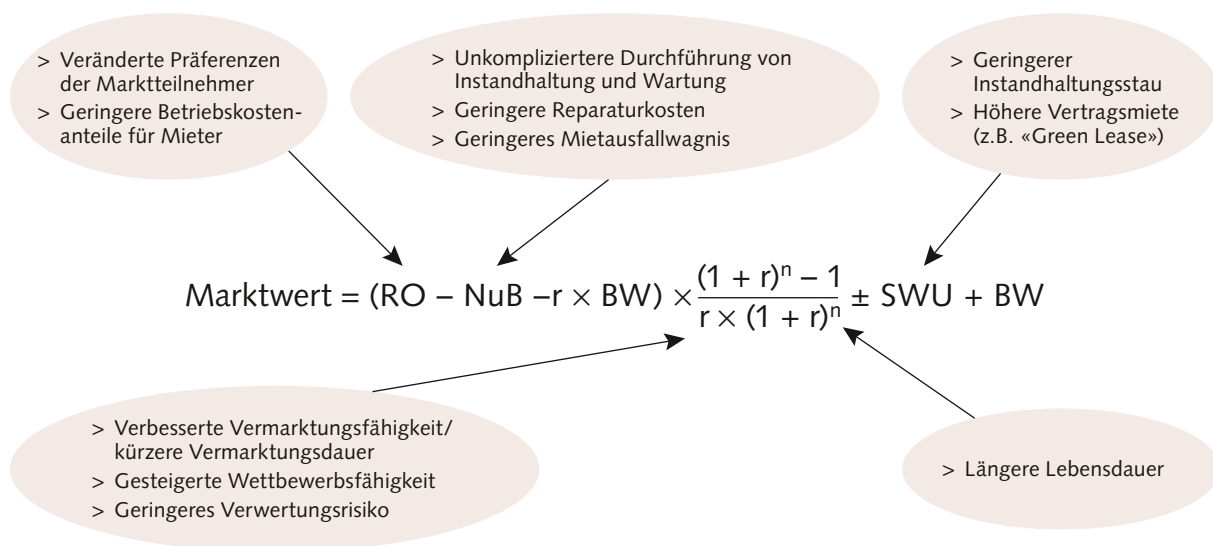 > Veränderte Präferenzen
der Marktteilnehmer
> Geringere Betriebskosten-
anteile für Mieter
> Unkompliziertere Durchführung von
Instandhaltung und Wartung
> Geringere Reparaturkosten
> Geringeres Mietausfallwagnis
> Geringerer
Instandhaltungsstau
> Höhere Vertragsmiete
(z.B. «Green Lease»)
Marktwert = (RO – NuB –r × BW) × (1 + r)ⁿ – 1 / r × (1 + r)ⁿ ± SWU + BW
> Verbesserte Vermarktungsfähigkeit/
kürzere Vermarktungsdauer
> Gesteigerte Wettbewerbsfähigkeit
> Geringeres Verwertungsrisiko
> Längere Lebensdauer